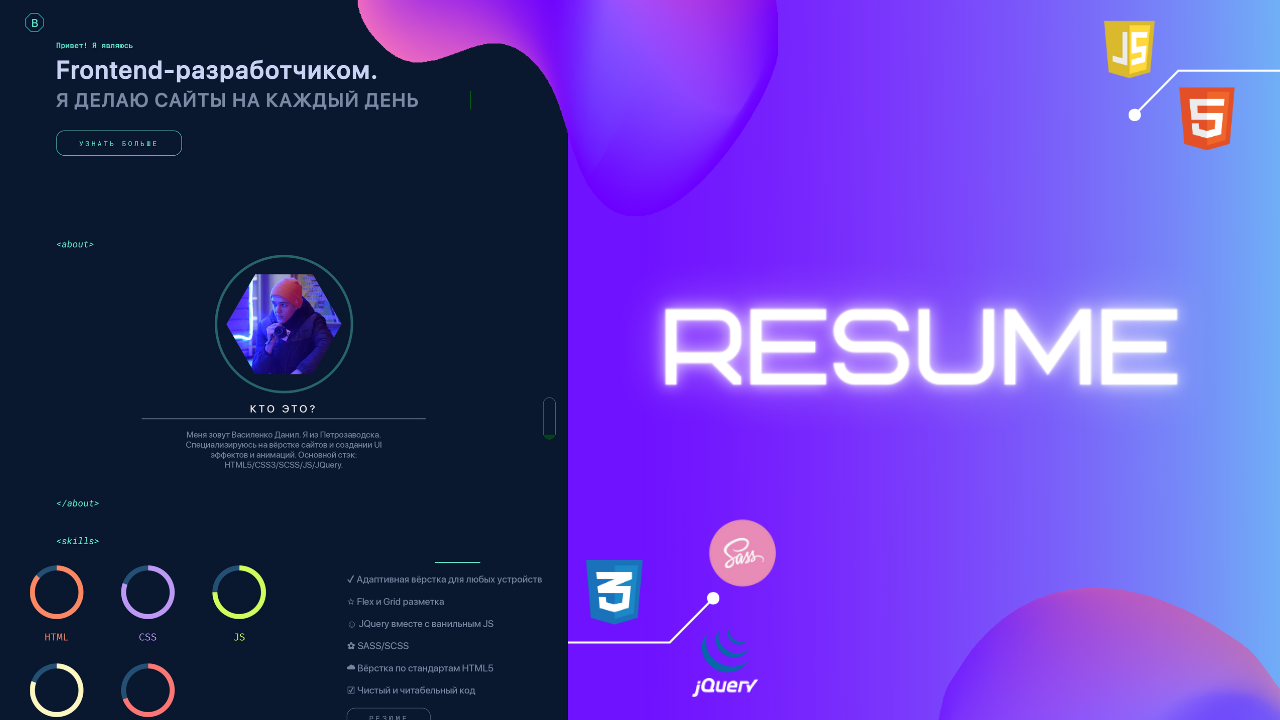 B
Привет! Я являюсь
Frontend-разработчиком.
Я ДЕЛАЮ САЙТЫ НА КАЖДЫЙ ДЕНЬ
УЗНАТЬ БОЛЬШЕ
<about>
КТО ЭТО?
Меня зовут Василенко Данил. Я из Петрозаводска.
Специализируюсь на вёрстке сайтов и создании UI
эффектов и анимаций. Основной стэк:
HTML5/CSS3/SCSS/JS/JQuery.
</about>
<skills>
HTML
CSS
JS
✓ Адаптивная вёрстка для любых устройств
☆ Flex и Grid разметка
☼ JQuery вместе с ванильным JS
✿ SASS/SCSS
☁ Вёрстка по стандартам HTML5
☑ Чистый и читабельный код
РЕЗЮМЕ
JS
5
RESUME
Sass
3
jQuery